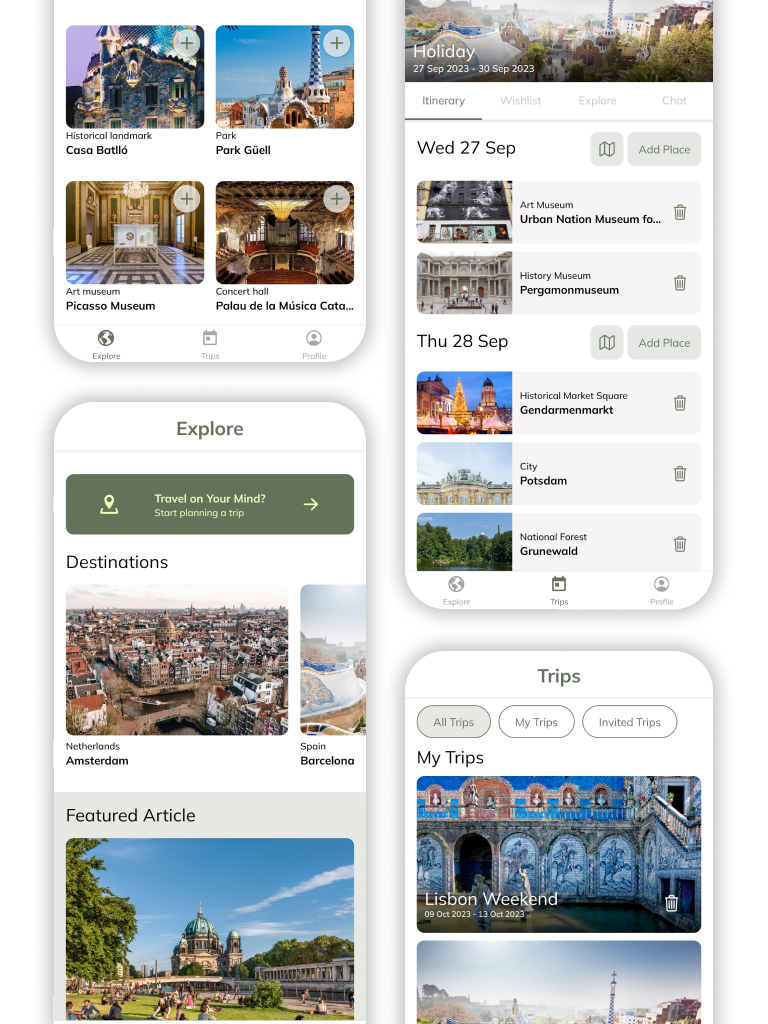 Historical landmark
Casa Batlló
Park
Park Güell
Art museum
Picasso Museum
Concert hall
Palau de la Música Cata...
Explore
Trips
Profile
Explore
Travel on Your Mind?
Start planning a trip
Destinations
Netherlands
Amsterdam
Spain
Barcelona
Featured Article
Holiday
27 Sep 2023 - 30 Sep 2023
Itinerary
Wishlist
Explore
Chat
Wed 27 Sep
Add Place
Art Museum
Urban Nation Museum fo...
History Museum
Pergamonmuseum
Thu 28 Sep
Add Place
Historical Market Square
Gendarmenmarkt
City
Potsdam
National Forest
Grunewald
Explore
Trips
Profile
Trips
All Trips
My Trips
Invited Trips
My Trips
Lisbon Weekend
09 Oct 2023 - 13 Oct 2023